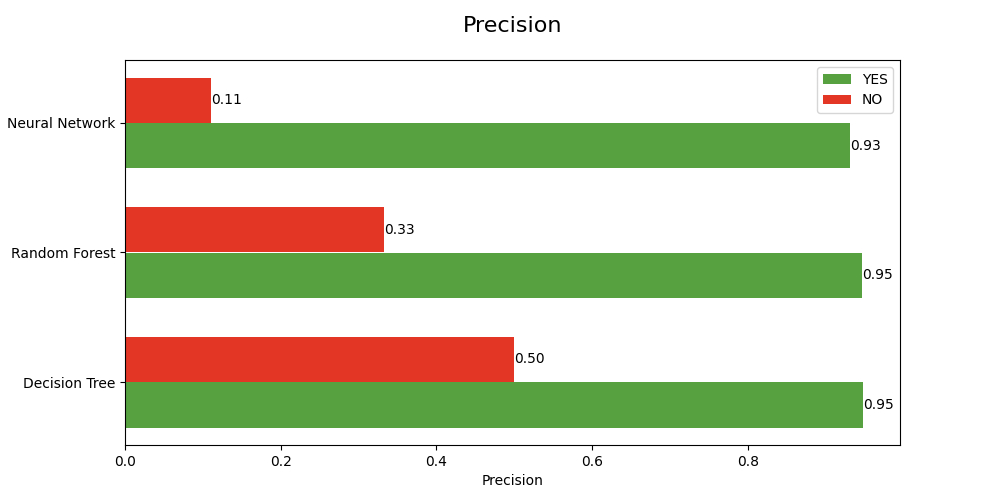 Precision
YES
NO
Neural Network
0.11
0.93
Random Forest
0.33
0.95
Decision Tree
0.50
0.95
0.0 0.2 0.4 0.6 0.8
Precision